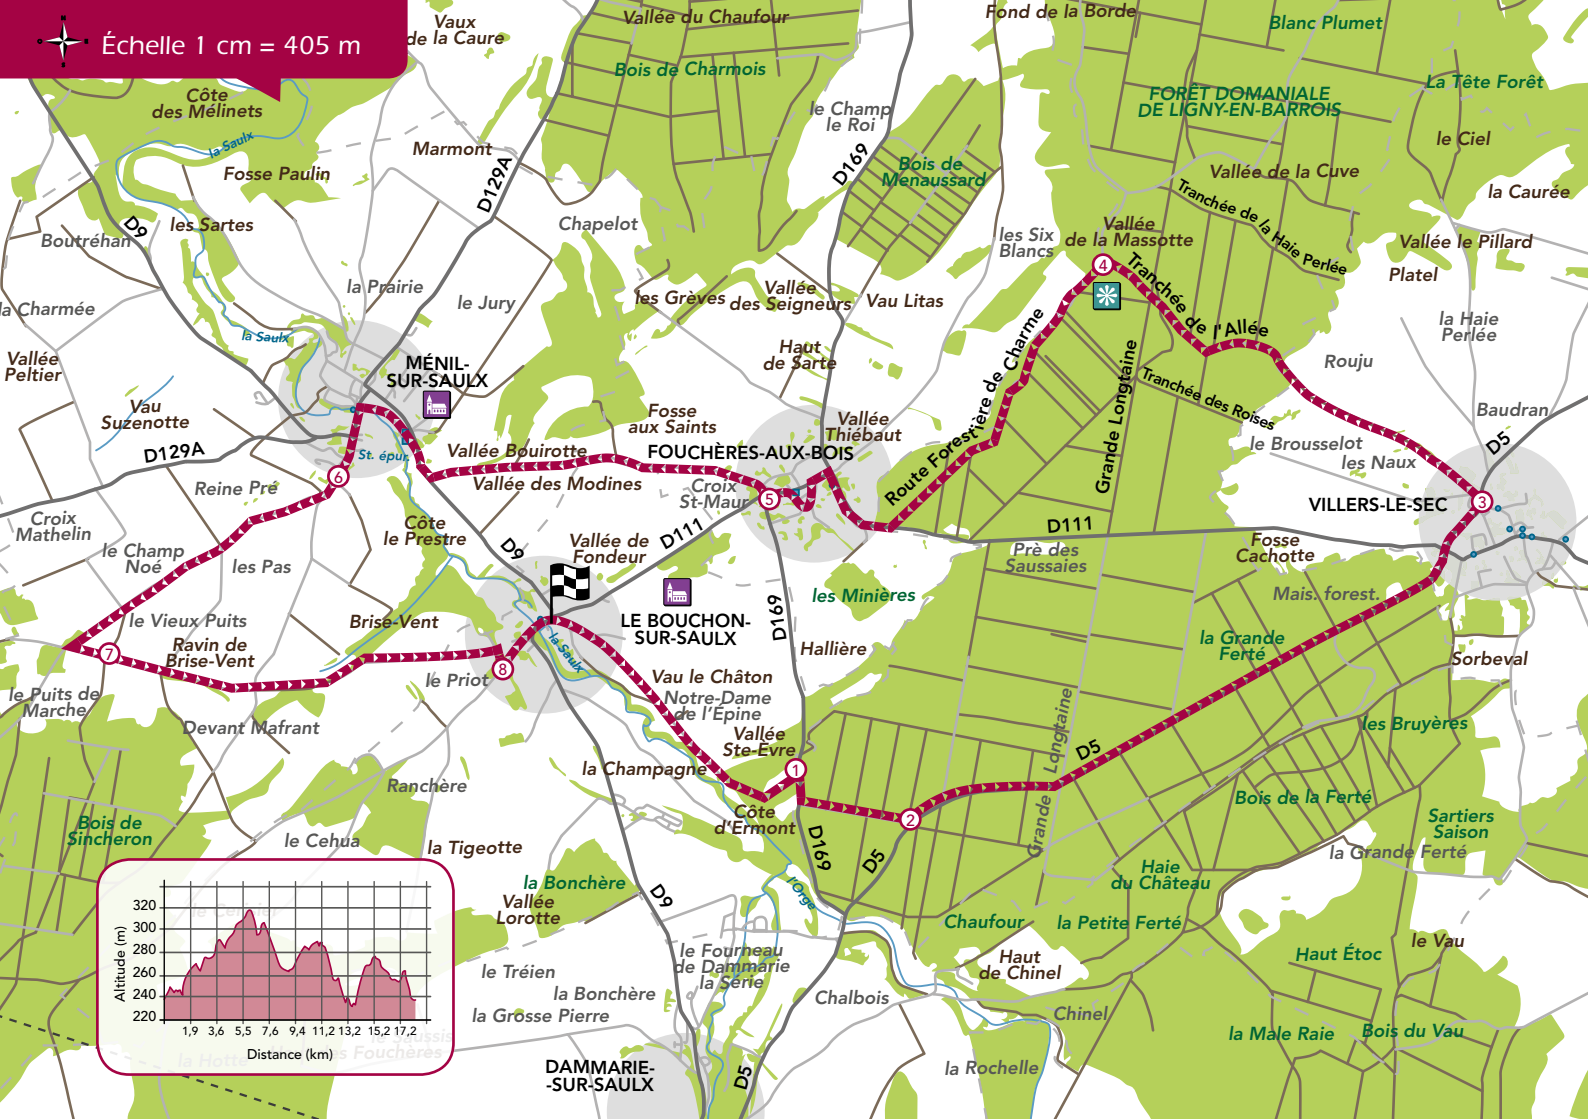 Échelle 1 cm = 405 m
Vaux
de la Caure
Vallée du Chaufour
Fond de la Borde
Blanc Plumet
Bois de Charmois
La Tête Forêt
Côte
des Mélinets
FORÊT DOMANIALE
DE LIGNY-EN-BARROIS
le Champ
le Roi
la Saulx
Marmont
D129A
D169
Bois de
Menaussard
le Ciel
Fosse Paulin
Vallée de la Cuve
la Caurée
Tranchée de la Haie Perlée
D9
les Sartes
Boutréhan
Chapelot
les Six
Blancs
Vallée
de la Massotte
Vallée le Pillard
Platel
4
la Prairie
le Jury
les Grèves
Vallée
des Seigneurs
Vau Litas
Tranchée de l'Allée
la Charmée
la Saulx
la Haie
Perlée
Vallée
Peltier
MÉNIL-
SUR-SAULX
Haut
de Sarte
Route Forestière de Charme
Grande Longtaine
Rouju
Tranchée des Roises
Vau
Suzenotte
Fosse
aux Saints
Vallée
Thiébaut
Baudran
D129A
St. épur.
Vallée Bouirotte
FOUCHÈRES-AUX-BOIS
le Brousselot
D5
les Naux
6
Reine Pré
Vallée des Modines
Croix
St-Maur
5
VILLERS-LE-SEC
3
Croix
Mathelin
Côte
le Prestre
D111
D111
le Champ
Noé
les Pas
D9
Vallée de
Fondeur
Prè des
Saussaies
Fosse
Cachotte
les Minières
Mais. forest.
le Vieux Puits
Brise-Vent
LE BOUCHON-
SUR-SAULX
D169
la Grande
Ferté
Ravin de
Brise-Vent
7
la Saulx
Hallière
Sorbeval
8
le Priot
Vau le Châton
le Puits de
Marche
Notre-Dame
de l'Épine
Devant Mafrant
Vallée
Ste-Èvre
Grande Longtaine
les Bruyères
D5
1
la Champagne
Ranchère
Bois de la Ferté
Côte
d'Ermont
2
Bois de
Sincheron
le Cehua
la Tigeotte
D169
D5
Sartiers
Saison
la Grande Ferté
la Bonchère
Haie
du Château
D9
l'Orge
Vallée
Lorotte
Chaufour
la Petite Ferté
le Fourneau
de Dammarie
la Série
Haut
de Chinel
Haut Étoc
le Vau
le Tréien
la Bonchère
Chalbois
la Grosse Pierre
Chinel
la Male Raie
Bois du Vau
DAMMARIE-
-SUR-SAULX
D5
la Rochelle
Altitude (m)
320
300
280
260
240
220
1,9 3,6 5,5 7,6 9,4 11,2 13,2 15,2 17,2
Distance (km)